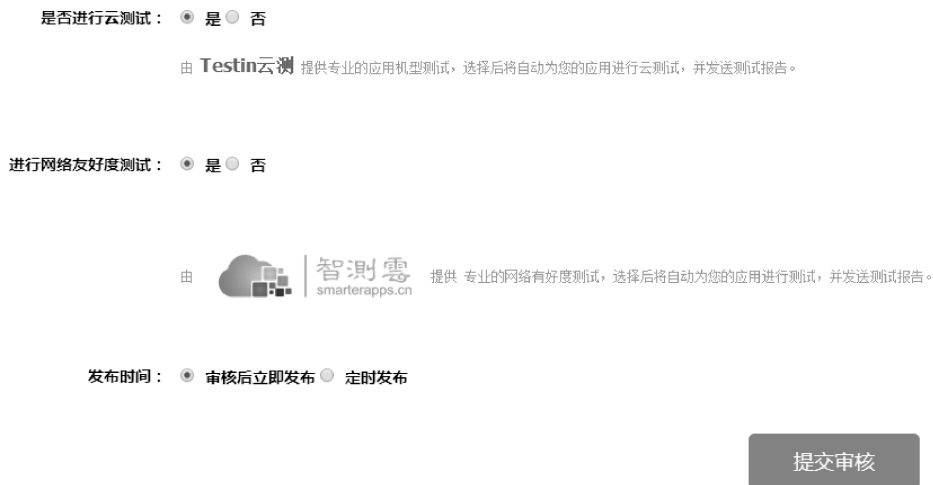 是否进行云测试： 是 否
由 Testin云测 提供专业的应用机型测试，选择后将自动为您的应用进行云测试，并发送测试报告。
进行网络友好度测试： 是 否
由 智測雲 smarterapps.cn 提供 专业的网络有好度测试，选择后将自动为您的应用进行测试，并发送测试报告。
发布时间： 审核后立即发布 定时发布
提交审核